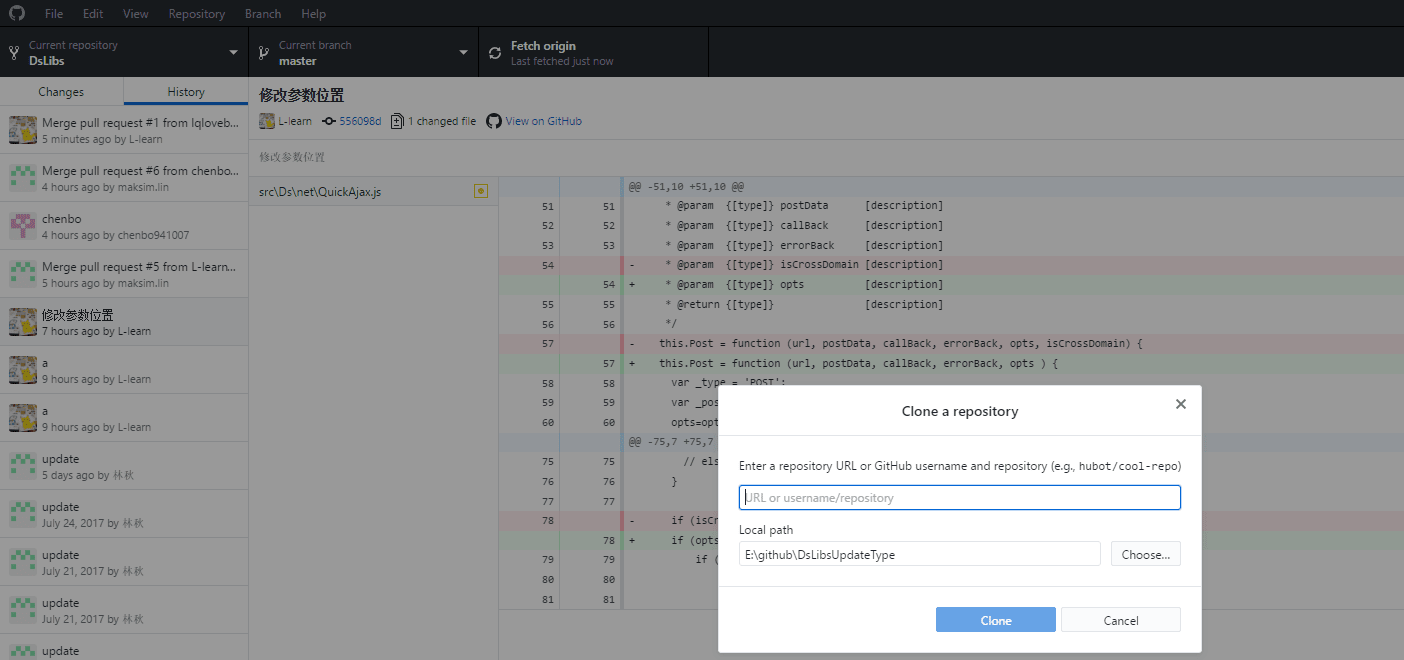 File Edit View Repository Branch Help
Current repository
DsLibs
Current branch
master
Fetch origin
Last fetched just now
Changes
History
Merge pull request #1 from lqloveb...
5 minutes ago by L-learn
Merge pull request #6 from chenbo...
4 hours ago by maksim.lin
chenbo
4 hours ago by chenbo941007
Merge pull request #5 from L-learn...
5 hours ago by maksim.lin
修改参数位置
7 hours ago by L-learn
a
9 hours ago by L-learn
a
9 hours ago by L-learn
update
5 days ago by 林秋
update
July 24, 2017 by 林秋
update
July 21, 2017 by 林秋
update
July 21, 2017 by 林秋
update
修改参数位置
L-learn 556098d 1 changed file View on GitHub
修改参数位置
src\Ds\net\QuickAjax.js
@@ -51,10 +51,10 @@
51 51 * @param {[type]} postData [description]
52 52 * @param {[type]} callBack [description]
53 53 * @param {[type]} errorBack [description]
54 - * @param {[type]} isCrossDomain [description]
54 + * @param {[type]} opts [description]
55 55 * @return {[type]} [description]
56 56 */
57 - this.Post = function (url, postData, callBack, errorBack, opts, isCrossDomain) {
57 + this.Post = function (url, postData, callBack, errorBack, opts ) {
58 58 var _type = 'POST';
59 59 var _pos
60 60 opts=opt
@@ -75,7 +75,7
75 75 // els
76 76 }
77 77
78 - if (isCr
78 + if (opts
79 79 if (
80 80
81 81
Clone a repository
Enter a repository URL or GitHub username and repository (e.g., hubot/cool-repo)
URL or username/repository
Local path
E:\github\DsLibsUpdateType
Choose...
Clone
Cancel